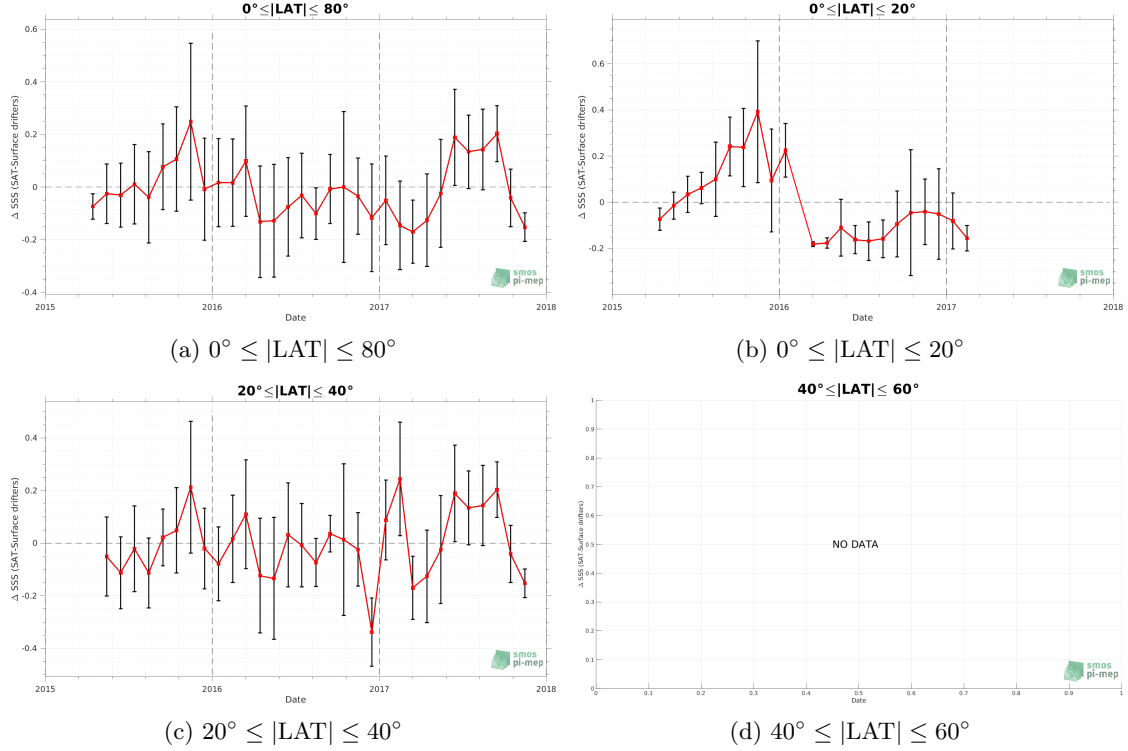 0°≤|LAT|≤ 80°
Δ SSS (SAT-Surface drifters)
0.6
0.4
0.2
0
-0.2
-0.4
2015
2016
2017
2018
Date
smos
pi-mep
(a) 0° ≤ |LAT| ≤ 80°
0°≤|LAT|≤ 20°
Δ SSS (SAT-Surface drifters)
0.6
0.4
0.2
0
-0.2
2015
2016
2017
2018
Date
smos
pi-mep
(b) 0° ≤ |LAT| ≤ 20°
20°≤|LAT|≤ 40°
Δ SSS (SAT-Surface drifters)
0.4
0.2
0
-0.2
-0.4
2015
2016
2017
2018
Date
smos
pi-mep
(c) 20° ≤ |LAT| ≤ 40°
40°≤|LAT|≤ 60°
Δ SSS (SAT-Surface drifters)
1
0.9
0.8
0.7
0.6
0.5
0.4
0.3
0.2
0.1
0
NO DATA
0
0.1
0.2
0.3
0.4
0.5
0.6
0.7
0.8
0.9
1
Date
smos
pi-mep
(d) 40° ≤ |LAT| ≤ 60°